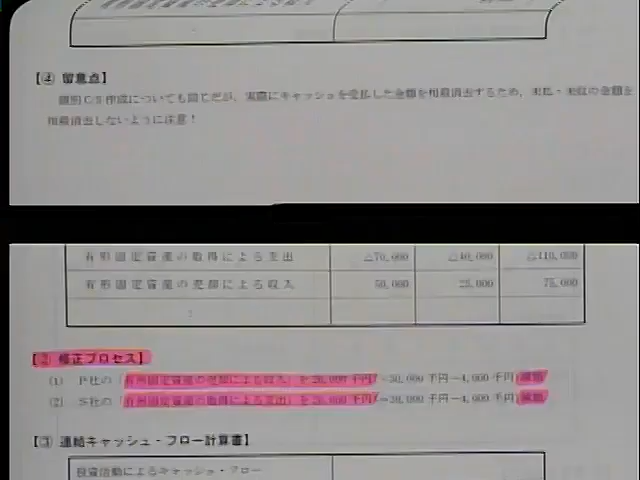 【④ 留意点】
個別C/S作成についても同じだが、実際にキャッシュを受払した金額を相殺消去するため、未払・未収の金額を
相殺消去しないように注意！
有形固定資産の取得による支出 △70,000 △40,000 △110,000
有形固定資産の売却による収入 50,000 25,000 75,000
：
【② 修正プロセス】
(1) P社の「有形固定資産の売却による収入」を26,000千円(=30,000千円-4,000千円)減額
(2) S社の「有形固定資産の取得による支出」を26,000千円(=30,000千円-4,000千円)減額
【③ 連結キャッシュ・フロー計算書】
投資活動によるキャッシュ・フロー